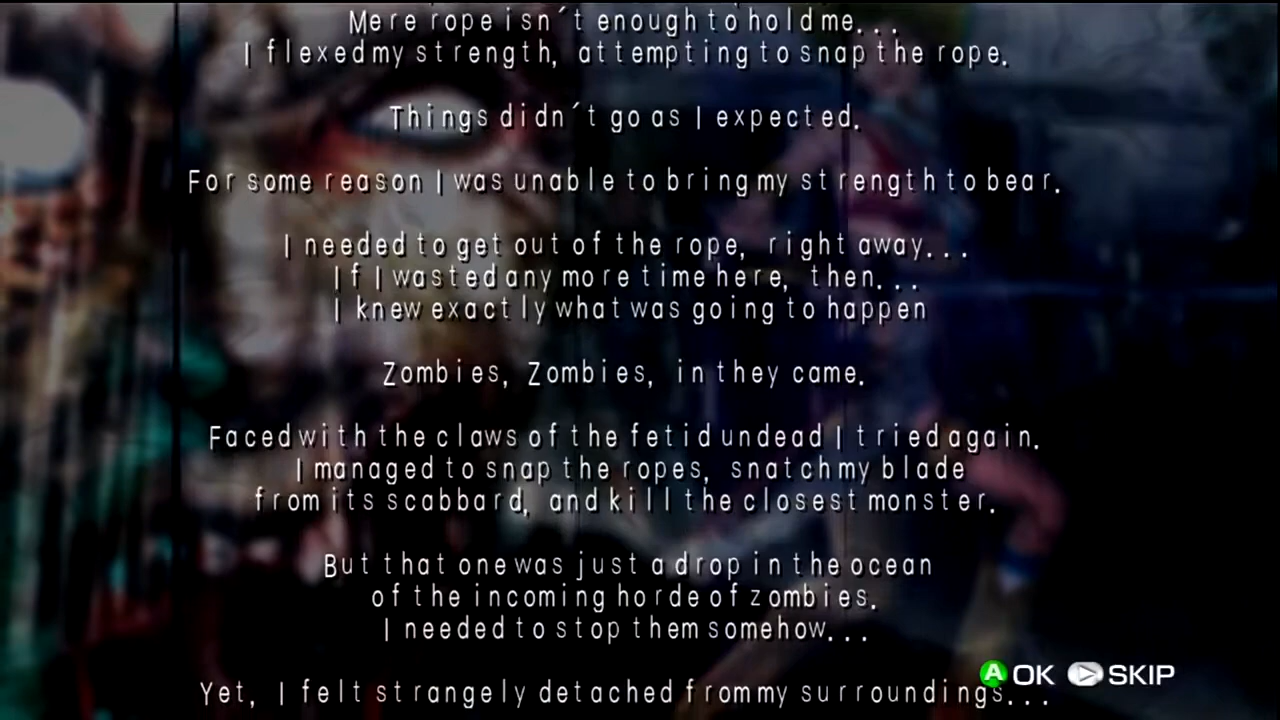 Mere rope isn´t enough to hold me...
I flexed my strength, attempting to snap the rope.
Things didn´t go as I expected.
For some reason I was unable to bring my strength to bear.
I needed to get out of the rope, right away...
If I wasted any more time here, then...
I knew exactly what was going to happen
Zombies, Zombies, in they came.
Faced with the claws of the fetid undead I tried again.
I managed to snap the ropes, snatch my blade
from its scabbard, and kill the closest monster.
But that one was just a drop in the ocean
of the incoming horde of zombies.
I needed to stop them somehow...
A OK SKIP
Yet, I felt strangely detached from my surroundings...